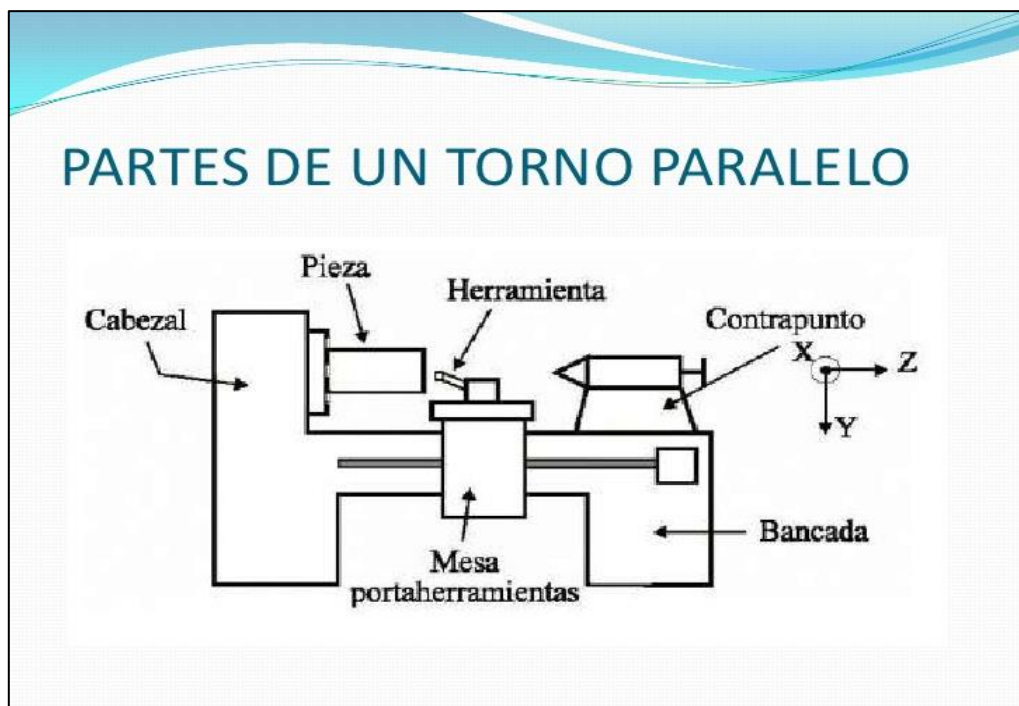 PARTES DE UN TORNO PARALELO
Pieza
Herramienta
Cabezal
Contrapunto
X
Z
Y
Bancada
Mesa
portaherramientas